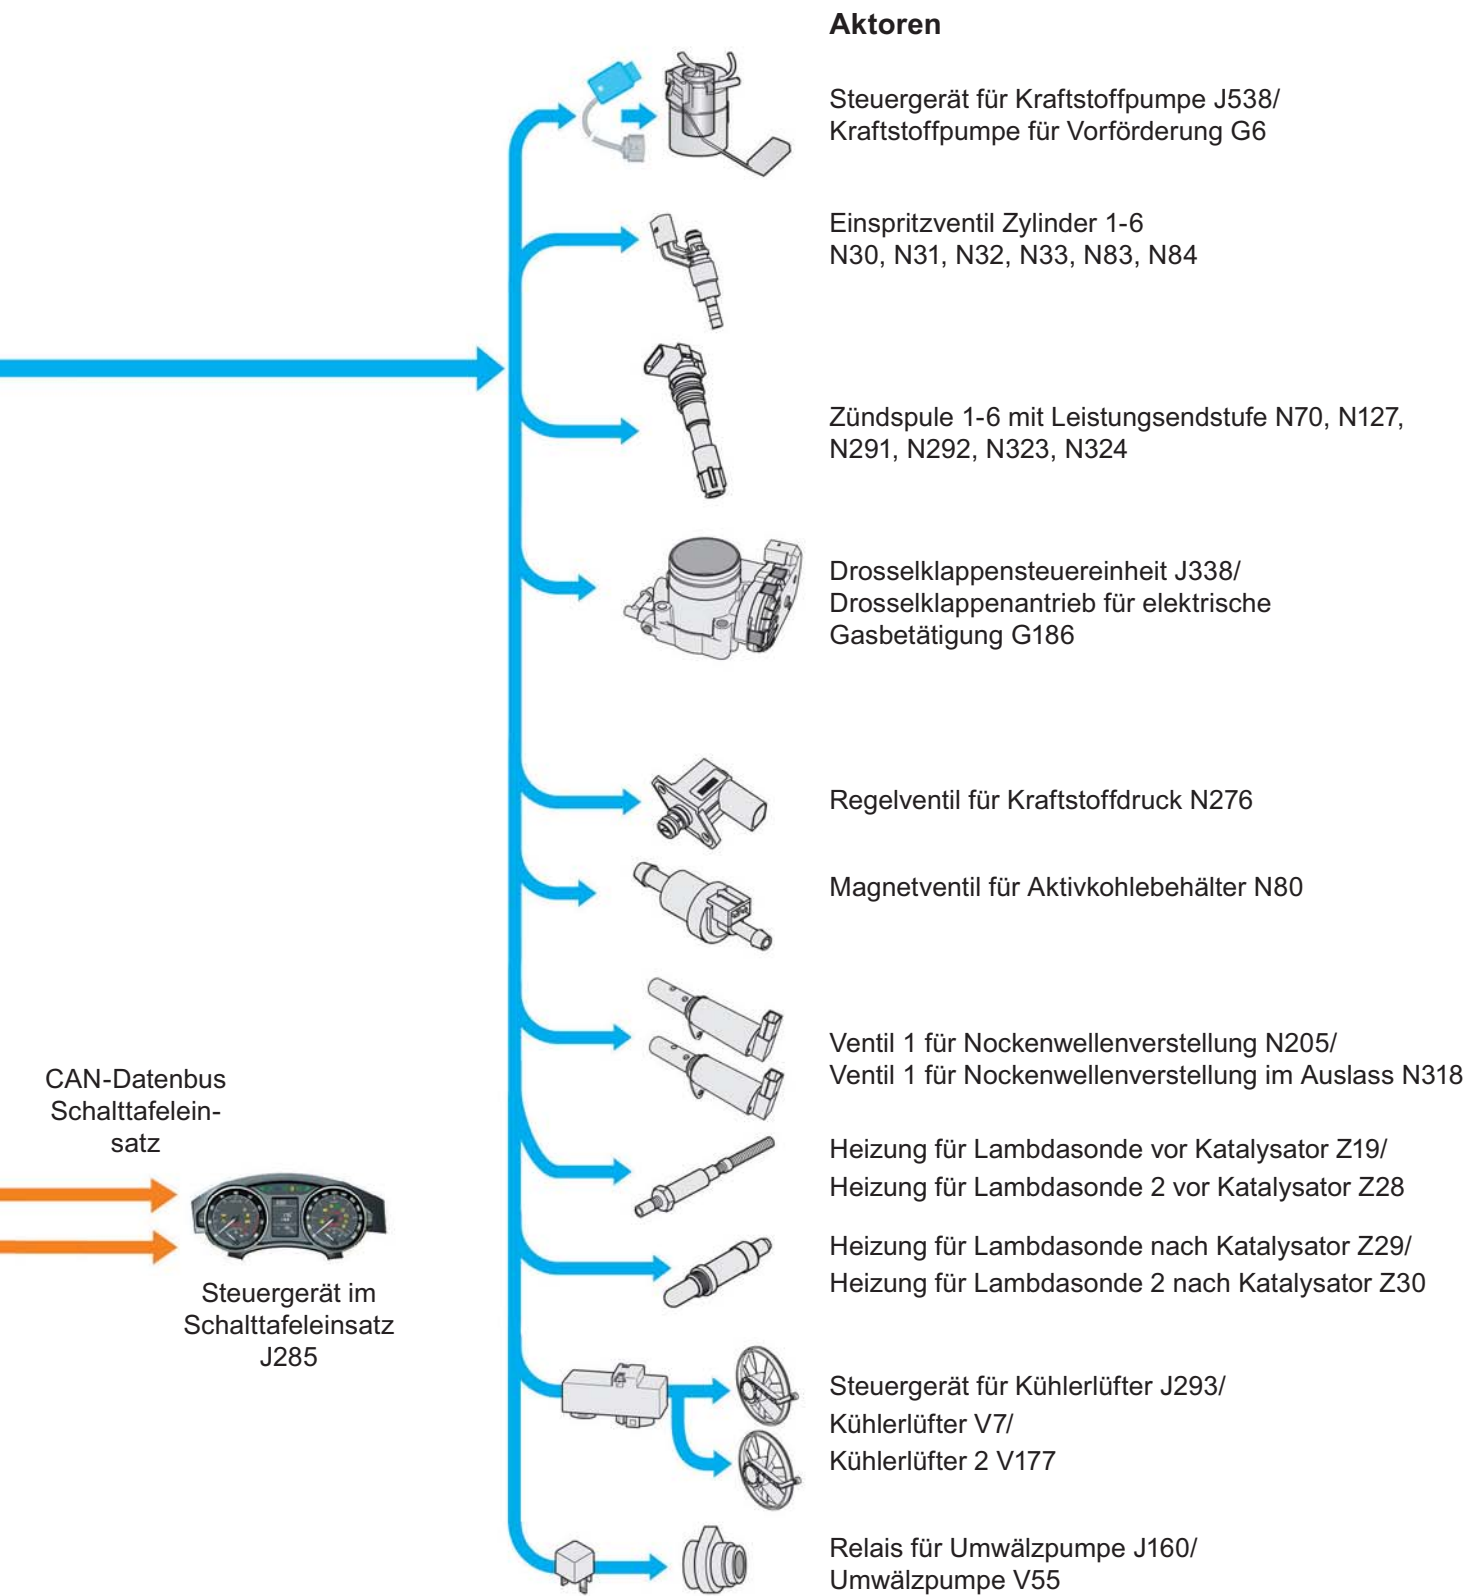 Aktoren
Steuergerät für Kraftstoffpumpe J538/
Kraftstoffpumpe für Vorförderung G6
Einspritzventil Zylinder 1-6
N30, N31, N32, N33, N83, N84
Zündspule 1-6 mit Leistungsendstufe N70, N127,
N291, N292, N323, N324
Drosselklappensteuereinheit J338/
Drosselklappenantrieb für elektrische
Gasbetätigung G186
Regelventil für Kraftstoffdruck N276
Magnetventil für Aktivkohlebehälter N80
Ventil 1 für Nockenwellenverstellung N205/
Ventil 1 für Nockenwellenverstellung im Auslass N318
CAN-Datenbus
Schalttafelein-
satz
Heizung für Lambdasonde vor Katalysator Z19/
Heizung für Lambdasonde 2 vor Katalysator Z28
Heizung für Lambdasonde nach Katalysator Z29/
Heizung für Lambdasonde 2 nach Katalysator Z30
Steuergerät im
Schalttafeleinsatz
J285
Steuergerät für Kühlerlüfter J293/
Kühlerlüfter V7/
Kühlerlüfter 2 V177
Relais für Umwälzpumpe J160/
Umwälzpumpe V55